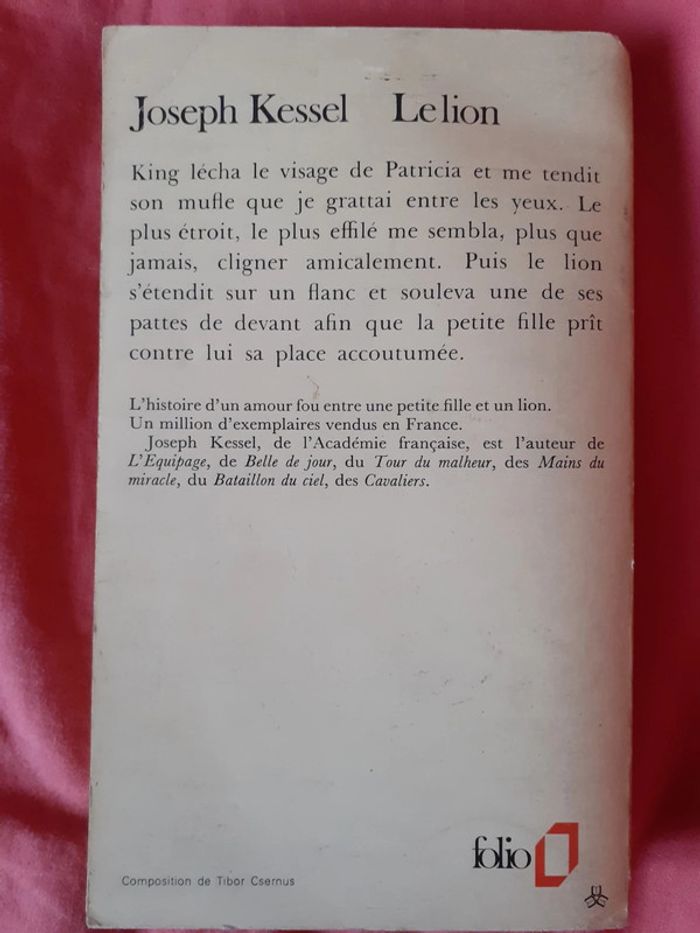 Joseph Kessel Le lion
King lécha le visage de Patricia et me tendit
son mufle que je grattai entre les yeux. Le
plus étroit, le plus effilé me sembla, plus que
jamais, cligner amicalement. Puis le lion
s'étendit sur un flanc et souleva une de ses
pattes de devant afin que la petite fille prît
contre lui sa place accoutumée.
L'histoire d'un amour fou entre une petite fille et un lion.
Un million d'exemplaires vendus en France.
Joseph Kessel, de l'Académie française, est l'auteur de
L'Equipage, de Belle de jour, du Tour du malheur, des Mains du
miracle, du Bataillon du ciel, des Cavaliers.
folio
Composition de Tibor Csernus